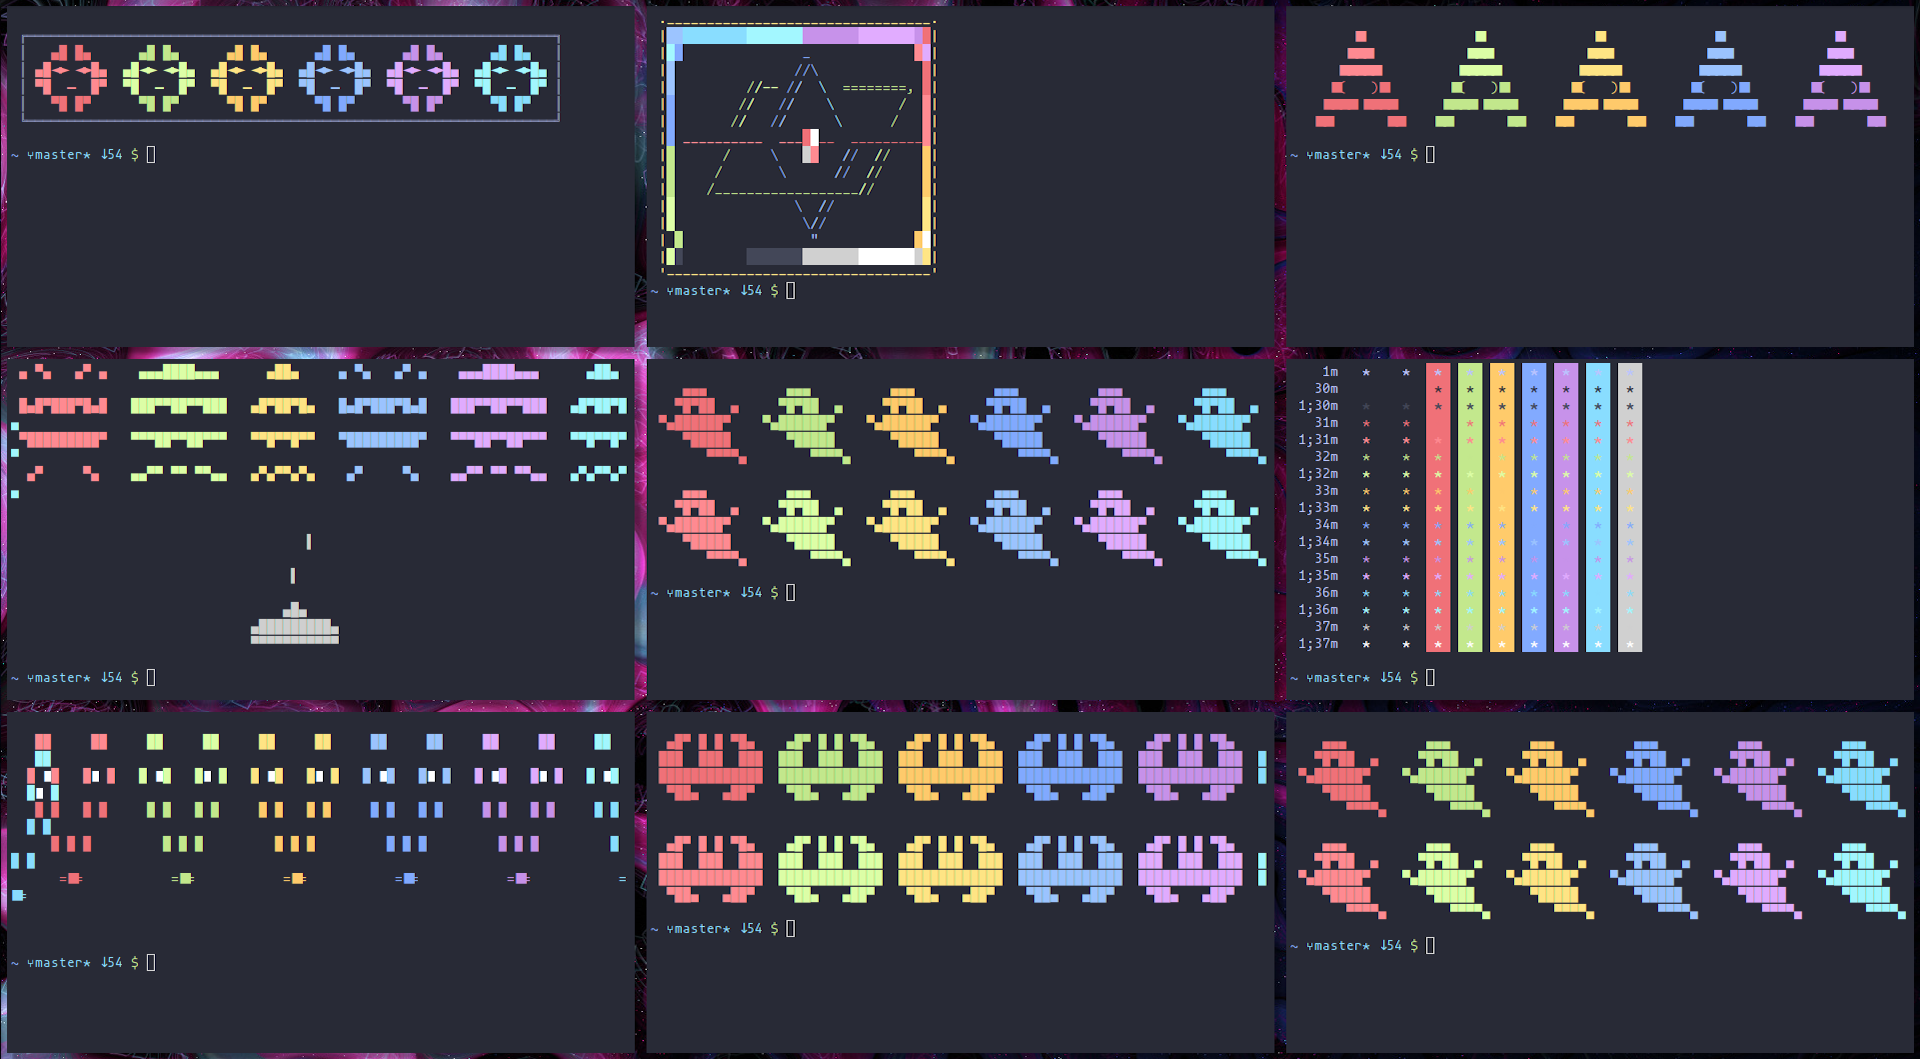 ~ ⑂master* ↓54 $
~ ⑂master* ↓54 $
~ ⑂master* ↓54 $
~ ⑂master* ↓54 $
~ ⑂master* ↓54 $
1m
30m
1;30m
31m
1;31m
32m
1;32m
33m
1;33m
34m
1;34m
35m
1;35m
36m
1;36m
37m
1;37m
~ ⑂master* ↓54 $
~ ⑂master* ↓54 $
~ ⑂master* ↓54 $
~ ⑂master* ↓54 $